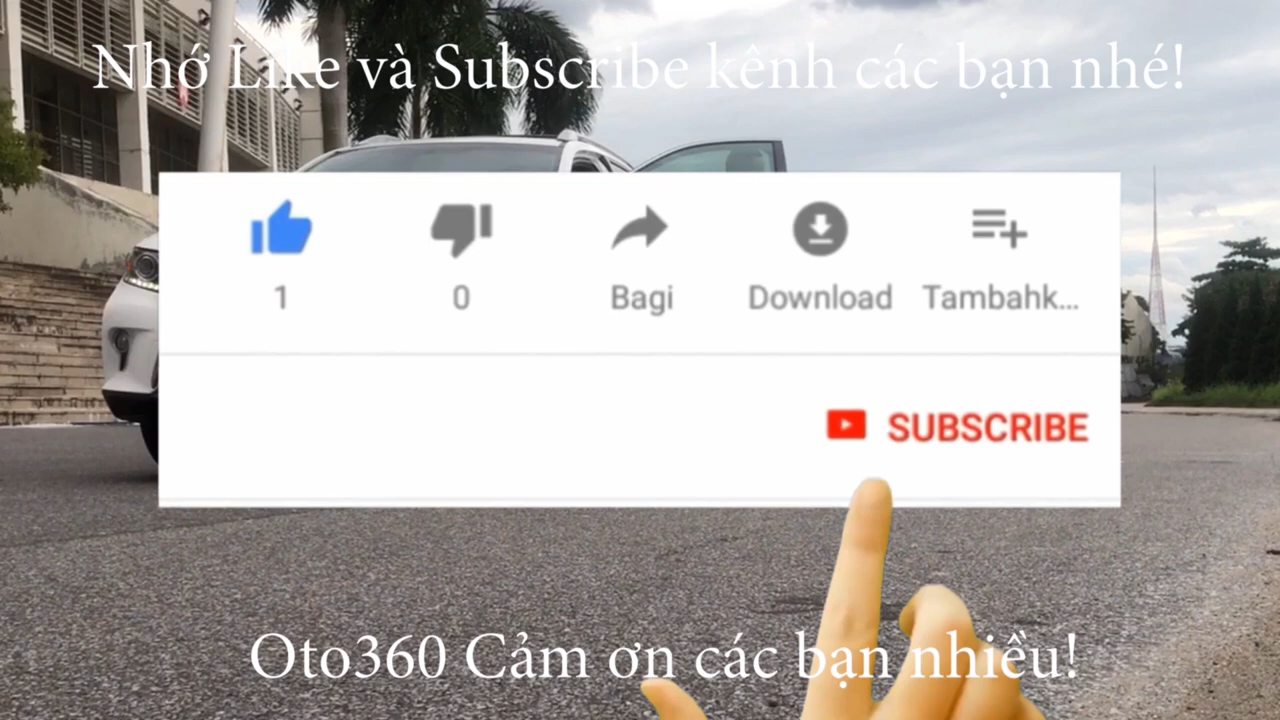 Nhớ Like và Subscribe kênh các bạn nhé!
1 0 Bagi Download Tambahk...
SUBSCRIBE
Oto360 Cảm ơn các bạn nhiều!